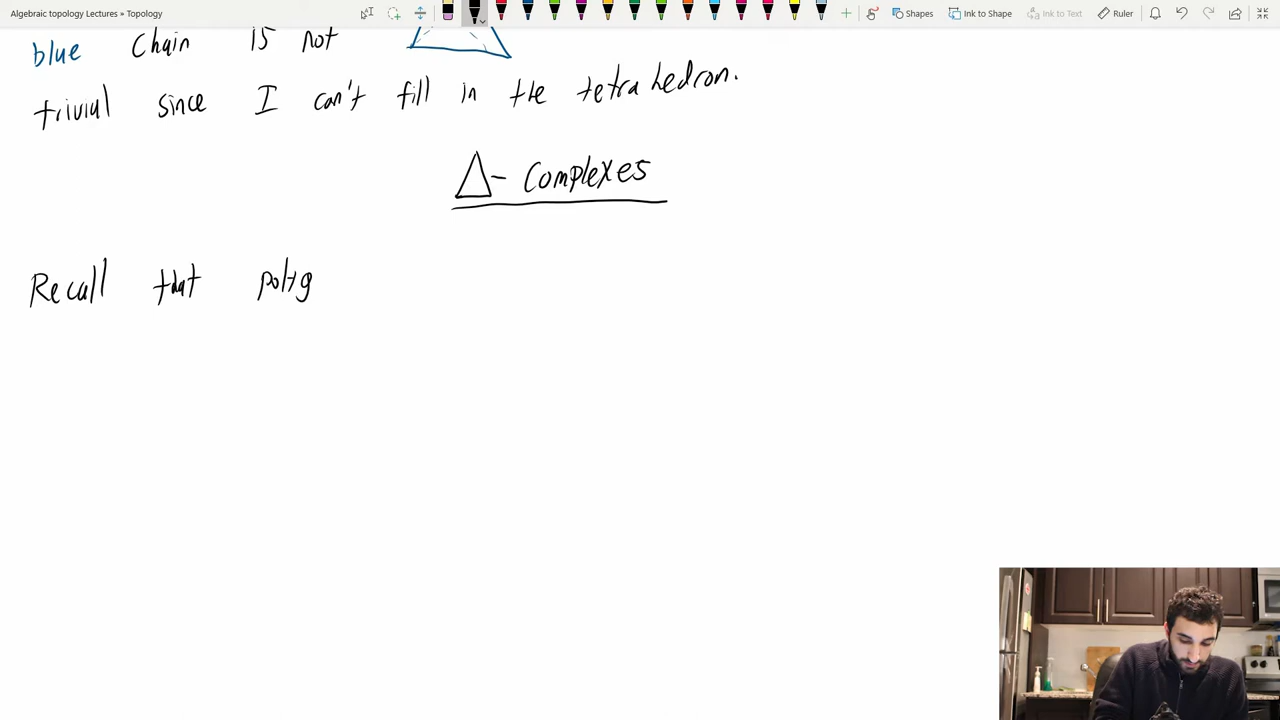 Algebraic topology Lectures » Topology
Shapes Ink to Shape Ink to Text Ruler
blue Chain is not
trivial since I can't fill in the tetrahedron.
Δ- Complexes
Recall that polyg